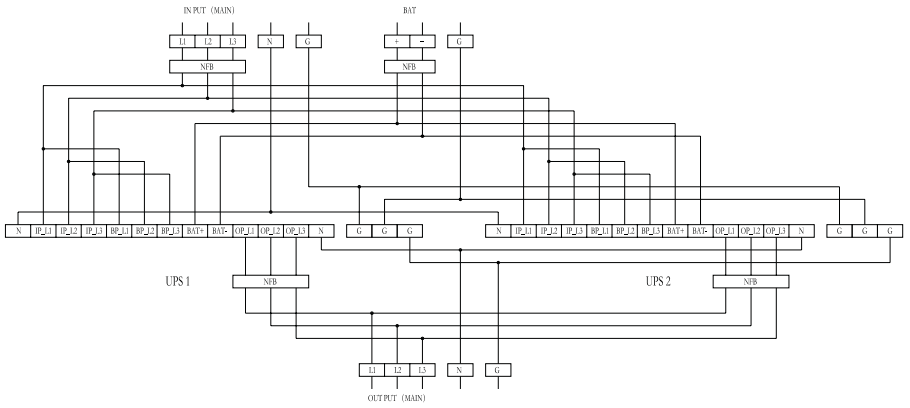 IN PUT (MAIN) BAT
L1 L2 L3 N G + − G
NFB NFB
N IP_L1 IP_L2 IP_L3 BP_L1 BP_L2 BP_L3 BAT+ BAT- OP_L1 OP_L2 OP_L3 N G G G N IP_L1 IP_L2 IP_L3 BP_L1 BP_L2 BP_L3 BAT+ BAT- OP_L1 OP_L2 OP_L3 N G G G
UPS 1 NFB UPS 2 NFB
L1 L2 L3 N G
OUT PUT (MAIN)